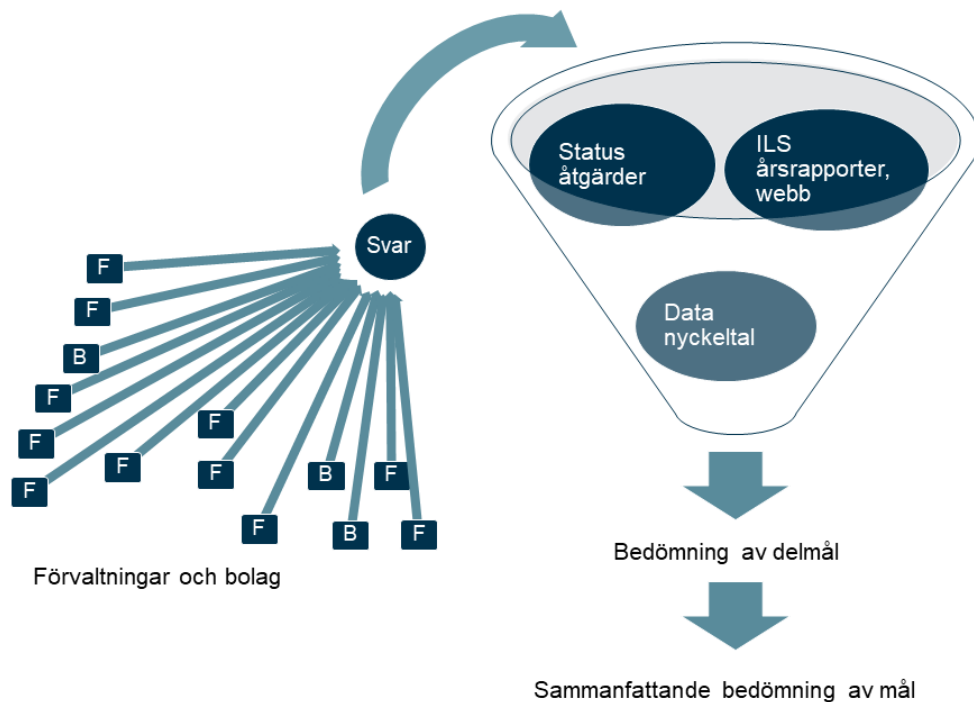 Status
åtgärder
ILS
årsrapporter,
webb
Svar
F
F
B
F
F
F
F
F
F
B
F
F
B
F
Data
nyckeltal
Förvaltningar och bolag
Bedömning av delmål
Sammanfattande bedömning av mål